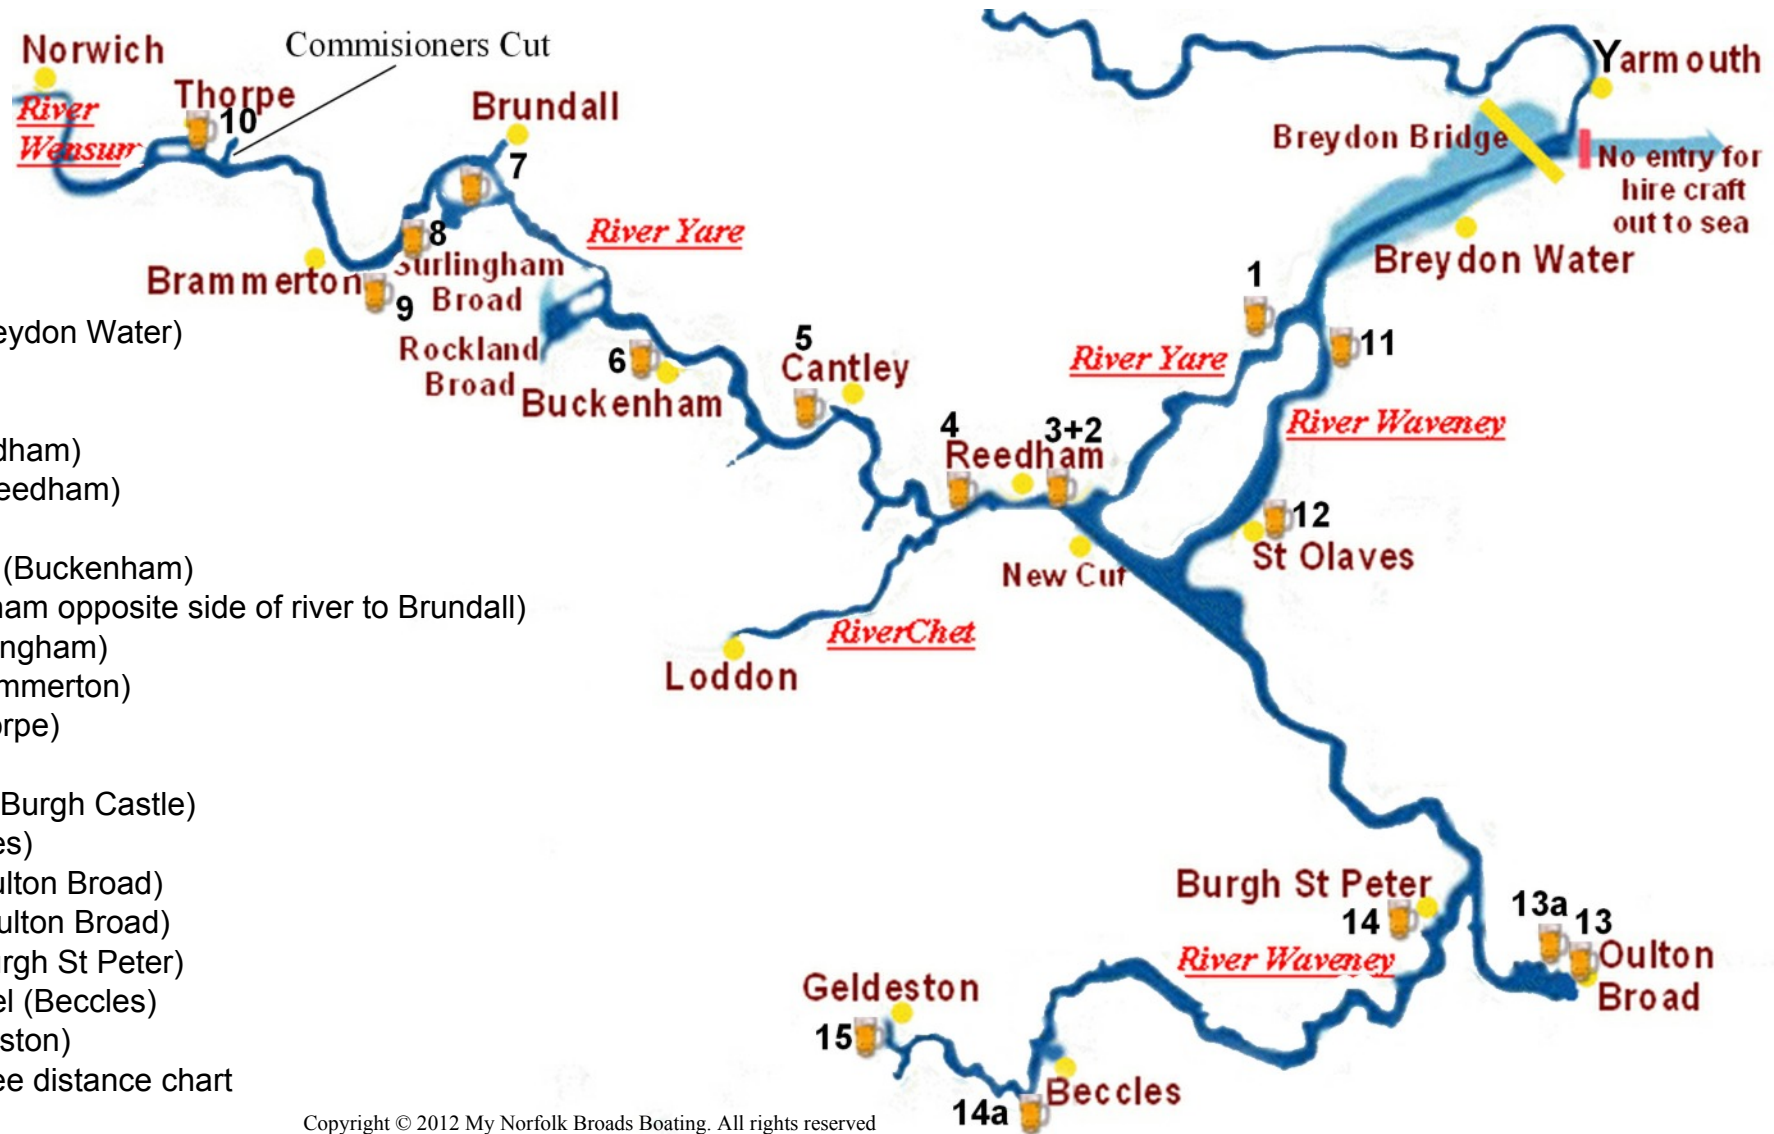 Norwich
Commisioners Cut
River
Wensum
Thorpe
10
Brundall
7
Yarmouth
Breydon Bridge
No entry for
hire craft
out to sea
River Yare
8
Surlingham
Broad
Brammerton
9
Breydon Water
1
eydon Water)
Rockland
Broad
6
Buckenham
5
Cantley
River Yare
11
River Waveney
4
3+2
Reedham
dham)
eedham)
12
St Olaves
New Cut
(Buckenham)
ham opposite side of river to Brundall)
RiverChet
Loddon
ingham)
mmerton)
orpe)
Burgh Castle)
es)
ulton Broad)
oulton Broad)
urgh St Peter)
el (Beccles)
ston)
ee distance chart
Burgh St Peter
14
13a
13
Oulton
Broad
River Waveney
Geldeston
15
Beccles
14a
Copyright © 2012 My Norfolk Broads Boating. All rights reserved